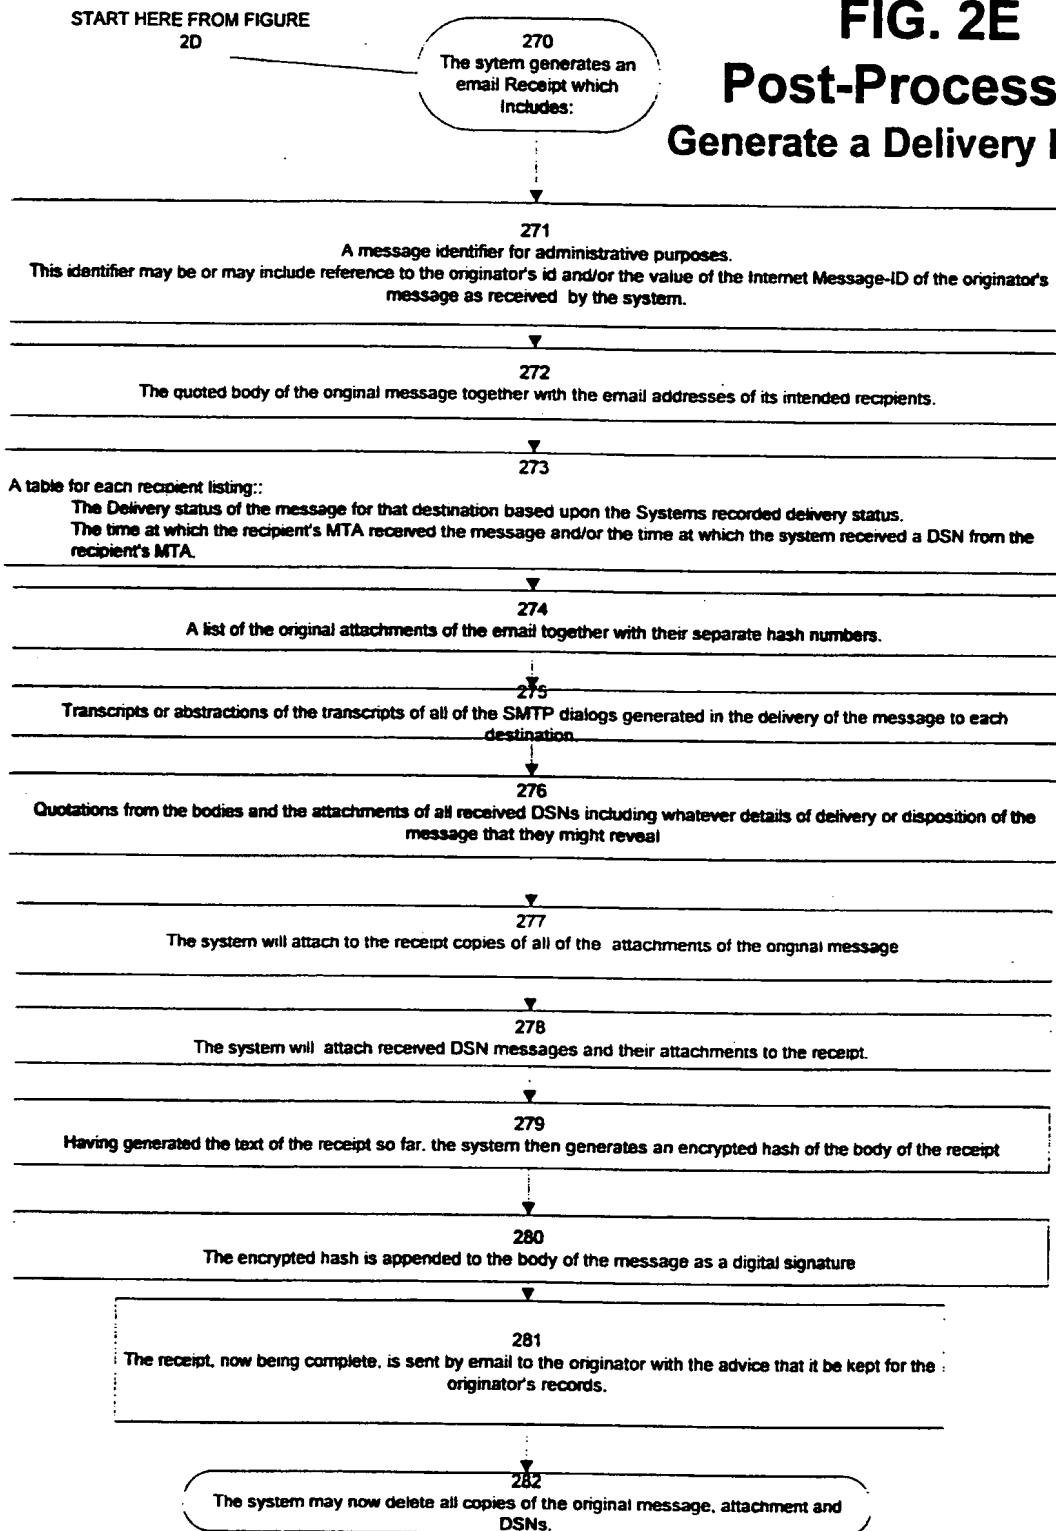 START HERE FROM FIGURE
2D
FIG. 2E
Post-Process
Generate a Delivery
270
The sytem generates an
email Receipt which
Includes:
271
A message identifier for administrative purposes.
This identifier may be or may include reference to the originator's id and/or the value of the Internet Message-ID of the originator's
message as received by the system.
272
The quoted body of the original message together with the email addresses of its intended recipients.
273
A table for each recipient listing::
The Delivery status of the message for that destination based upon the Systems recorded delivery status.
The time at which the recipient's MTA received the message and/or the time at which the system received a DSN from the
recipient's MTA.
274
A list of the original attachments of the email together with their separate hash numbers.
275
Transcripts or abstractions of the transcripts of all of the SMTP dialogs generated in the delivery of the message to each
destination.
276
Quotations from the bodies and the attachments of all received DSNs including whatever details of delivery or disposition of the
message that they might reveal
277
The system will attach to the receipt copies of all of the attachments of the original message
278
The system will attach received DSN messages and their attachments to the receipt.
279
Having generated the text of the receipt so far. the system then generates an encrypted hash of the body of the receipt
280
The encrypted hash is appended to the body of the message as a digital signature
281
The receipt, now being complete, is sent by email to the originator with the advice that it be kept for the
originator's records.
282
The system may now delete all copies of the original message, attachment and
DSNs.